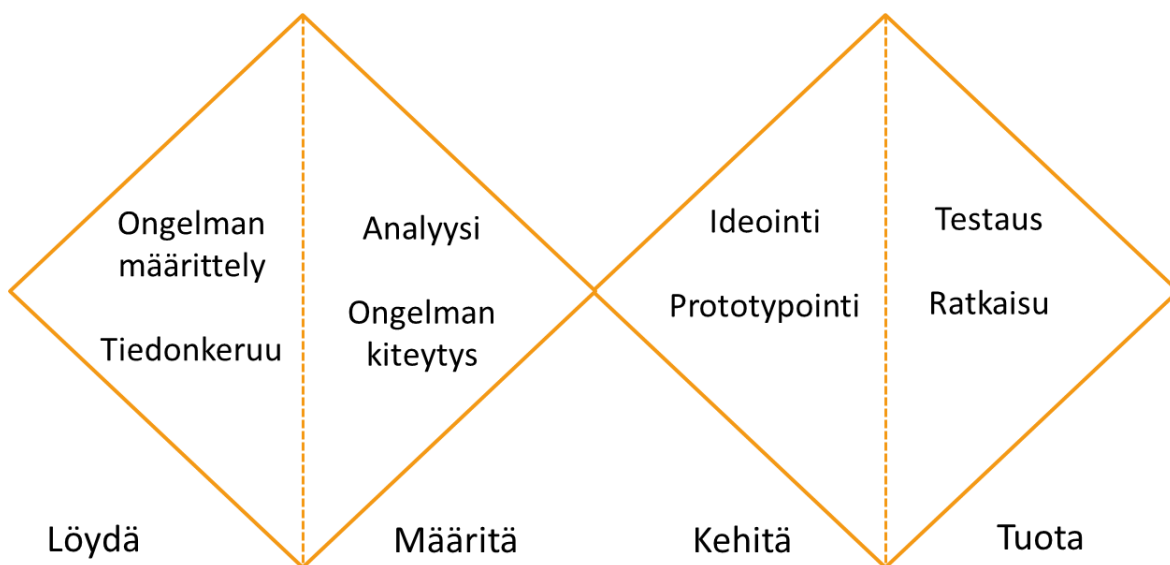 Ongelman
määrittely
Tiedonkeruu
Analyysi
Ongelman
kiteytys
Ideointi
Prototypointi
Testaus
Ratkaisu
Löydä
Määritä
Kehitä
Tuota